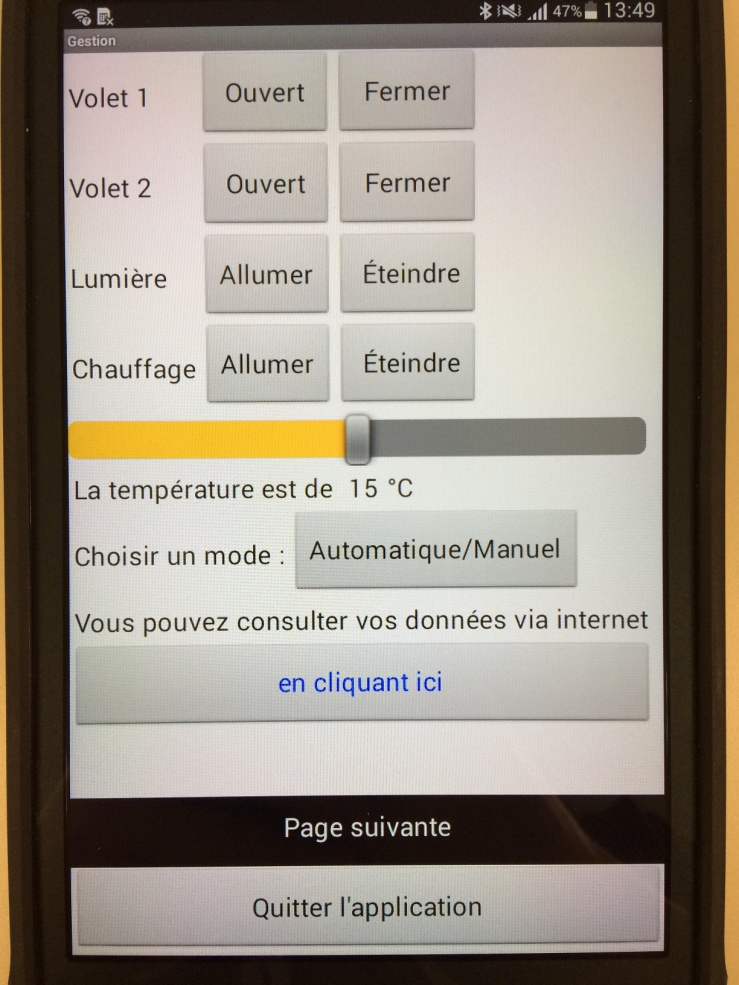 47% 13:49
Gestion
Volet 1 Ouvert Fermer
Volet 2 Ouvert Fermer
Lumière Allumer Éteindre
Chauffage Allumer Éteindre
La température est de 15 °C
Choisir un mode : Automatique/Manuel
Vous pouvez consulter vos données via internet
en cliquant ici
Page suivante
Quitter l'application